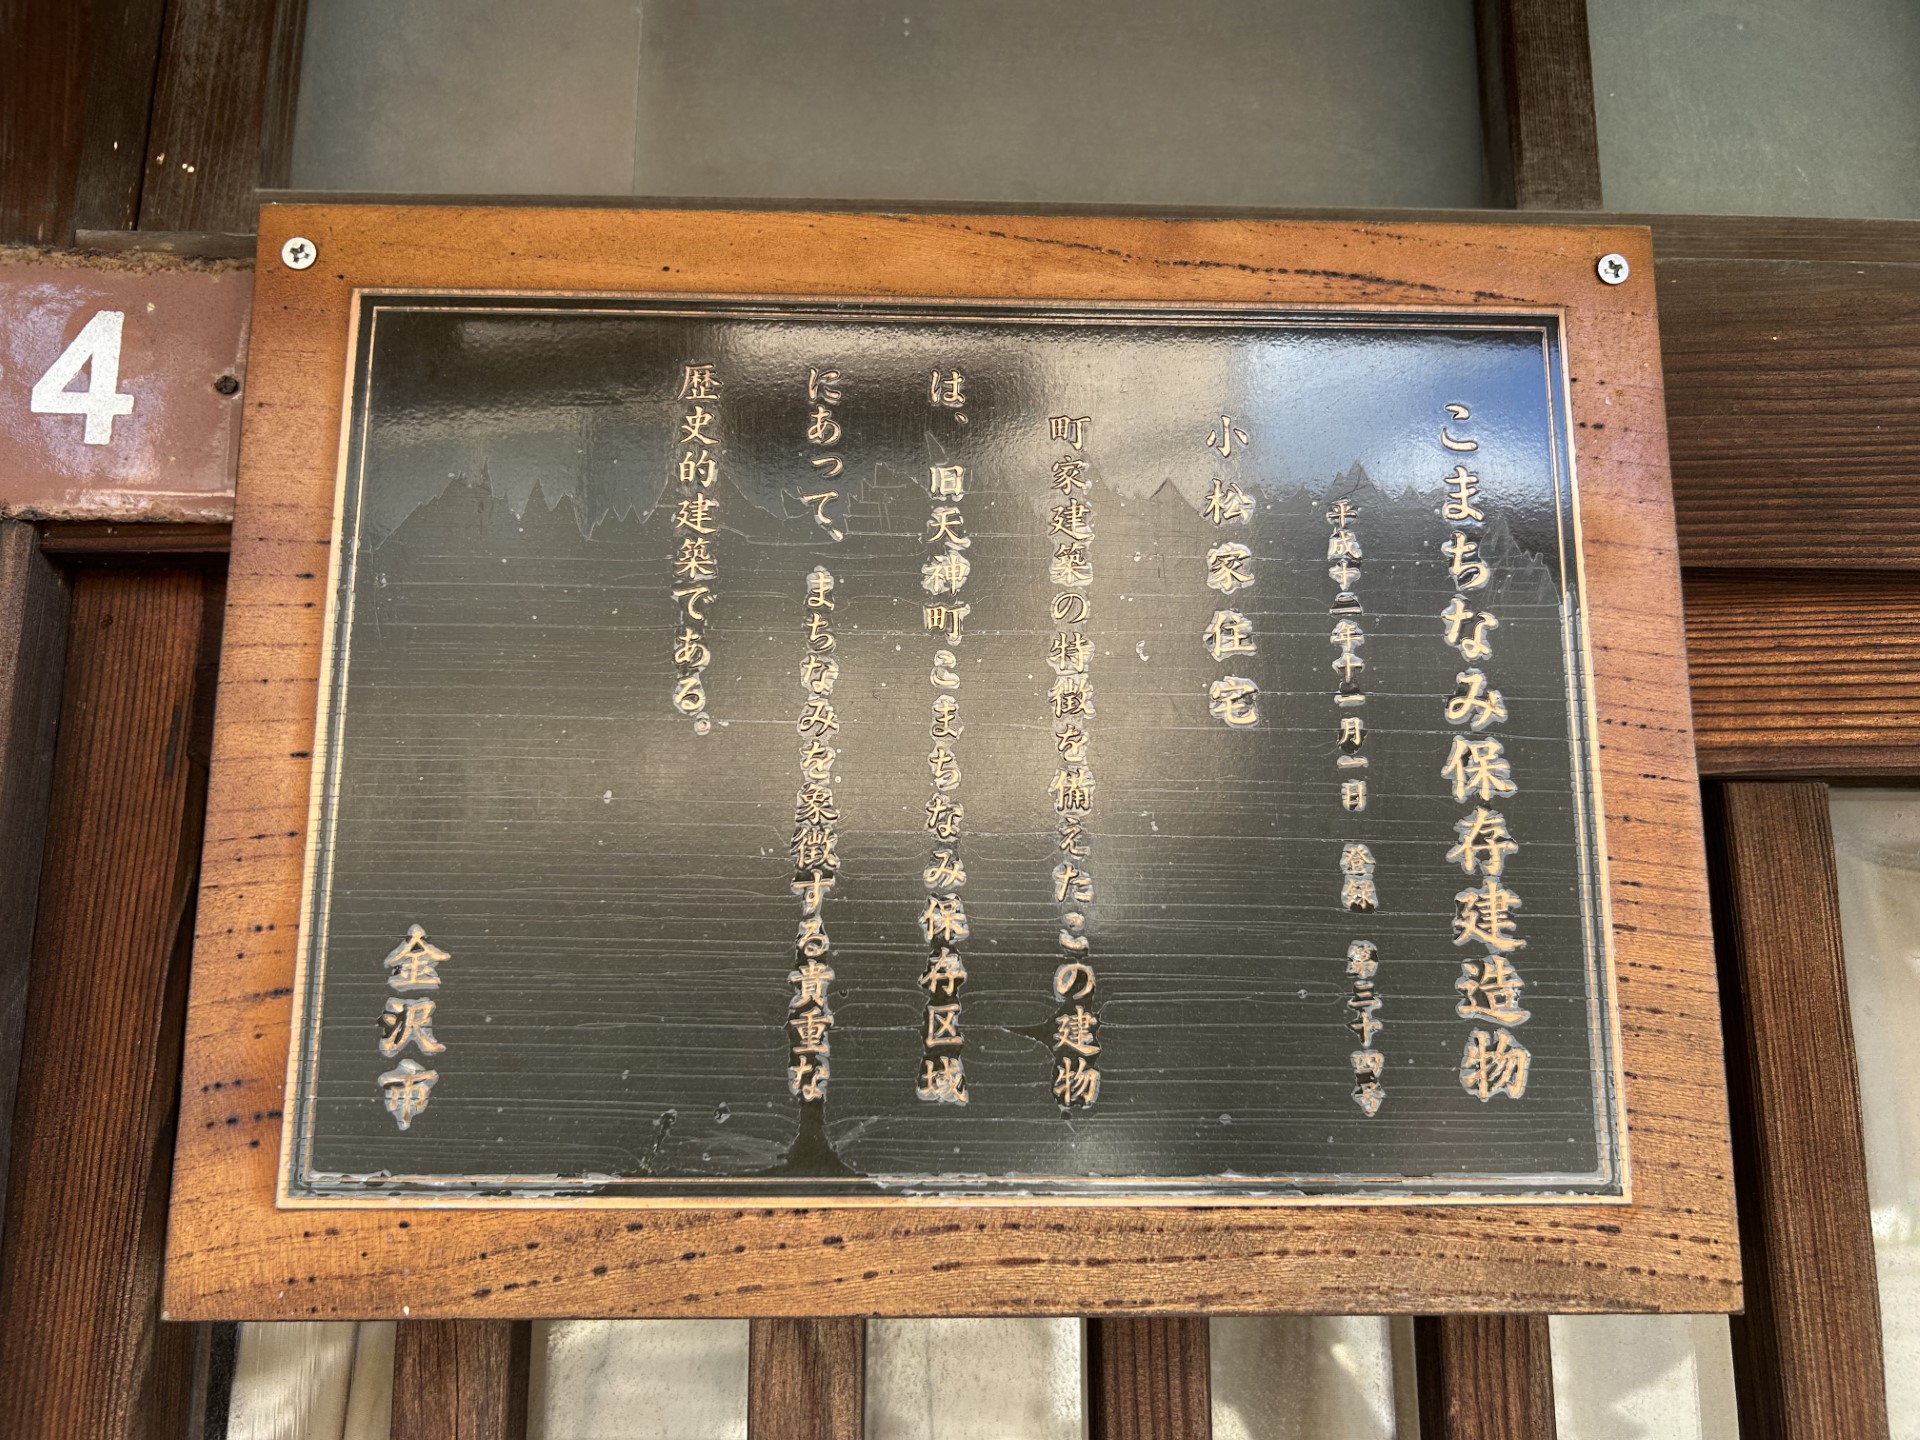 こまちなみ保存建造物
平成十二年十一月一日 登録 第三十四号
小松家住宅
町家建築の特徴を備えたこの建物
は、旧天神町こまちなみ保存区域
にあって、まちなみを象徴する貴重な
歴史的建築である。
金沢市
4